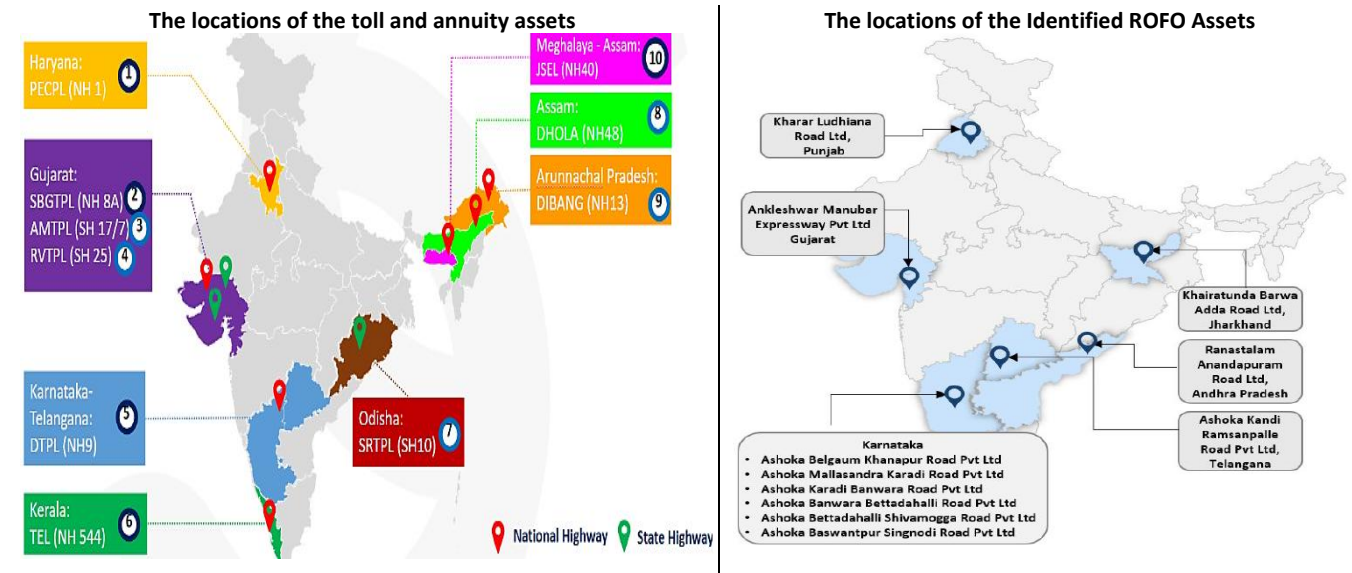 The locations of the toll and annuity assets
Haryana:
PECPL (NH 1)
1
Gujarat:
SBGTPL (NH 8A)
2
AMTPL (SH 17/7)
3
RVTPL (SH 25)
4
Karnataka-
Telangana:
DTPL (NH9)
5
Kerala:
TEL (NH 544)
6
Meghalaya - Assam:
JSEL (NH40)
10
Assam:
DHOLA (NH48)
8
Arunnachal Pradesh:
DIBANG (NH13)
9
Odisha:
SRTPL (SH10)
7
National Highway
State Highway
The locations of the Identified ROFO Assets
Kharar Ludhiana
Road Ltd,
Punjab
Ankleshwar Manubar
Expressway Pvt Ltd
Gujarat
Khairatunda Barwa
Adda Road Ltd,
Jharkhand
Ranastalam
Anandapuram
Road Ltd,
Andhra Pradesh
Ashoka Kandi
Ramsanpalle
Road Pvt Ltd,
Telangana
Karnataka
• Ashoka Belgaum Khanapur Road Pvt Ltd
• Ashoka Mallasandra Karadi Road Pvt Ltd
• Ashoka Karadi Banwara Road Pvt Ltd
• Ashoka Banwara Bettadahalli Road Pvt Ltd
• Ashoka Bettadahalli Shivamogga Road Pvt Ltd
• Ashoka Baswantpur Singnodi Road Pvt Ltd